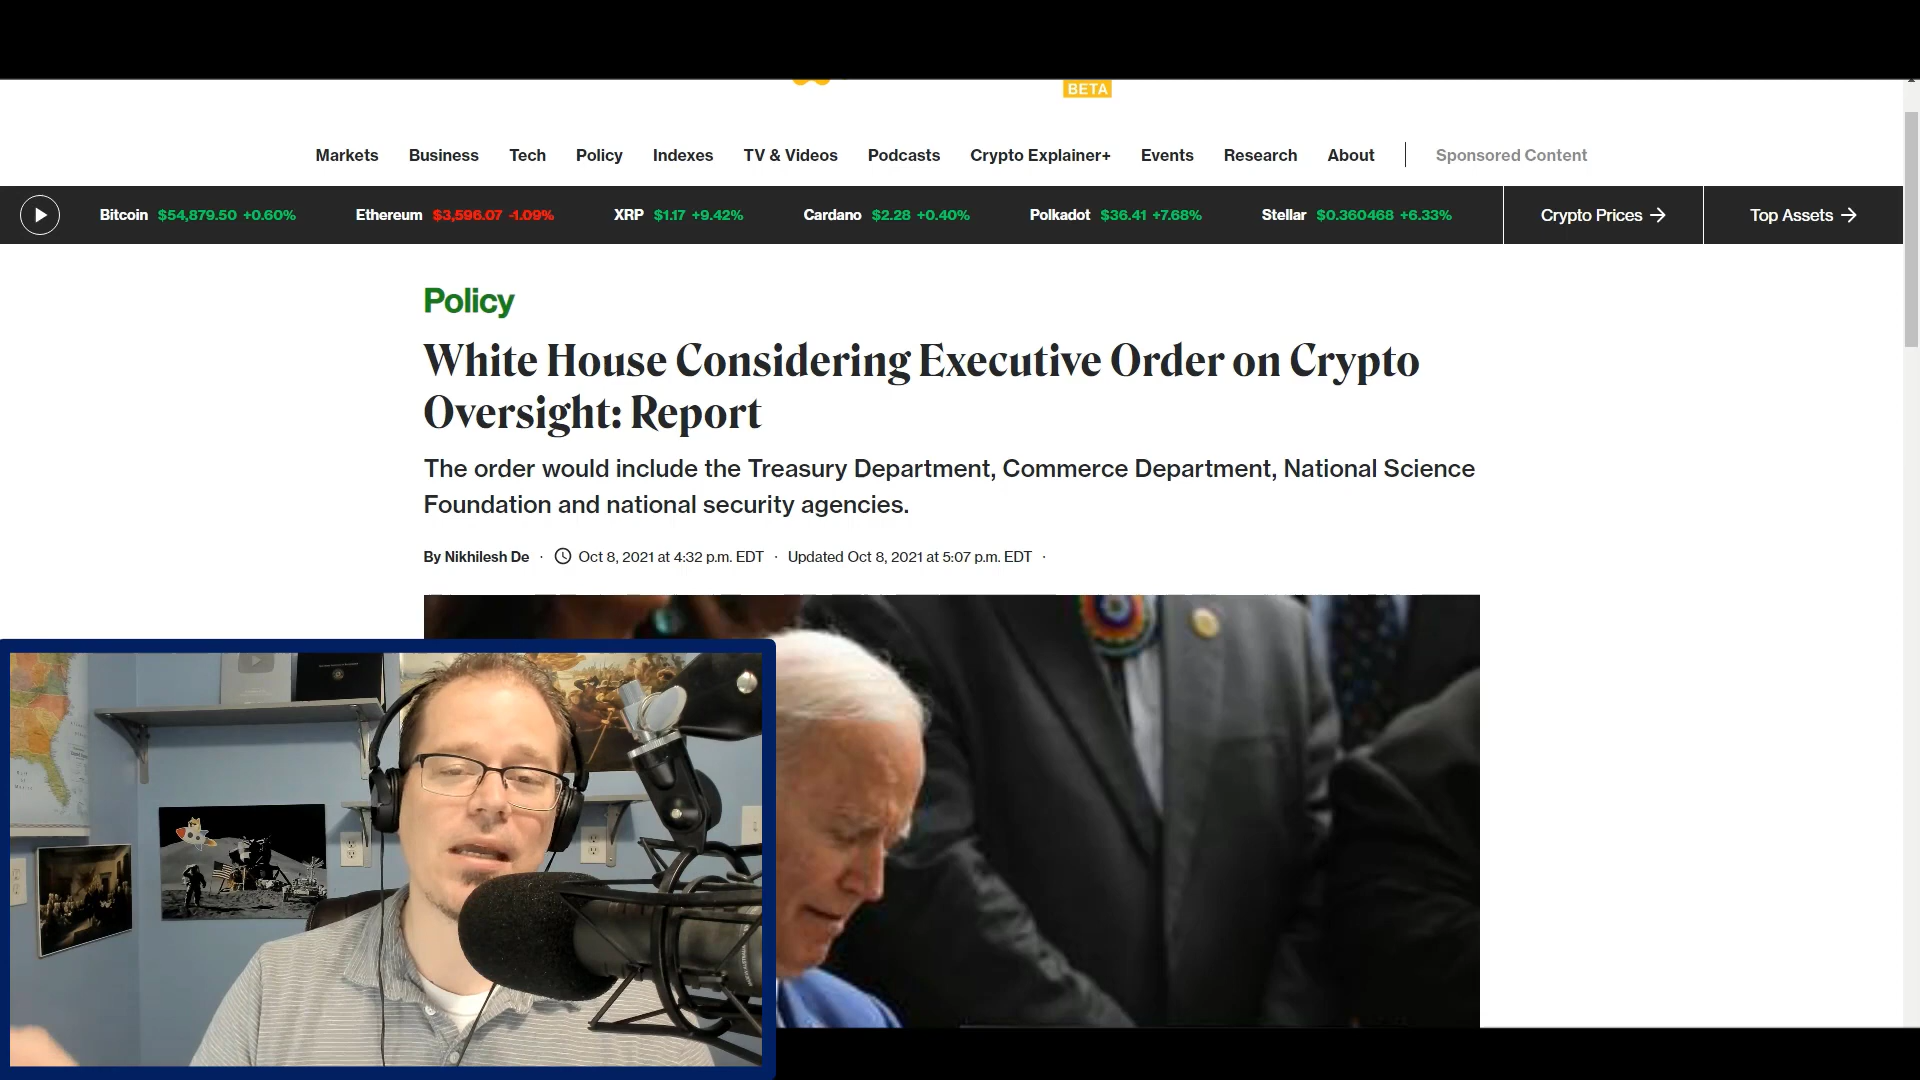 BETA
Markets Business Tech Policy Indexes TV & Videos Podcasts Crypto Explainer+ Events Research About Sponsored Content
Bitcoin $54,879.50 +0.60% Ethereum $3,596.07 -1.09% XRP $1.17 +9.42% Cardano $2.28 +0.40% Polkadot $36.41 +7.68% Stellar $0.360468 +6.33% Crypto Prices → Top Assets →
Policy
White House Considering Executive Order on Crypto
Oversight: Report
The order would include the Treasury Department, Commerce Department, National Science
Foundation and national security agencies.
By Nikhilesh De · Oct 8, 2021 at 4:32 p.m. EDT · Updated Oct 8, 2021 at 5:07 p.m. EDT ·